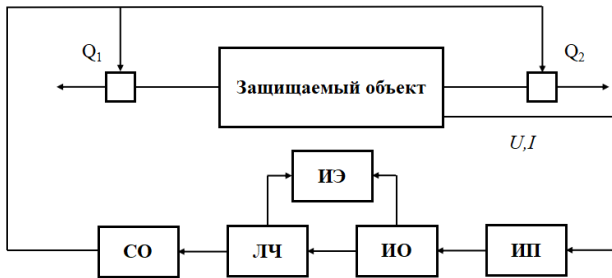 Q1
Q2
Защищаемый объект
U,I
ИЭ
СО
ЛЧ
ИО
ИП